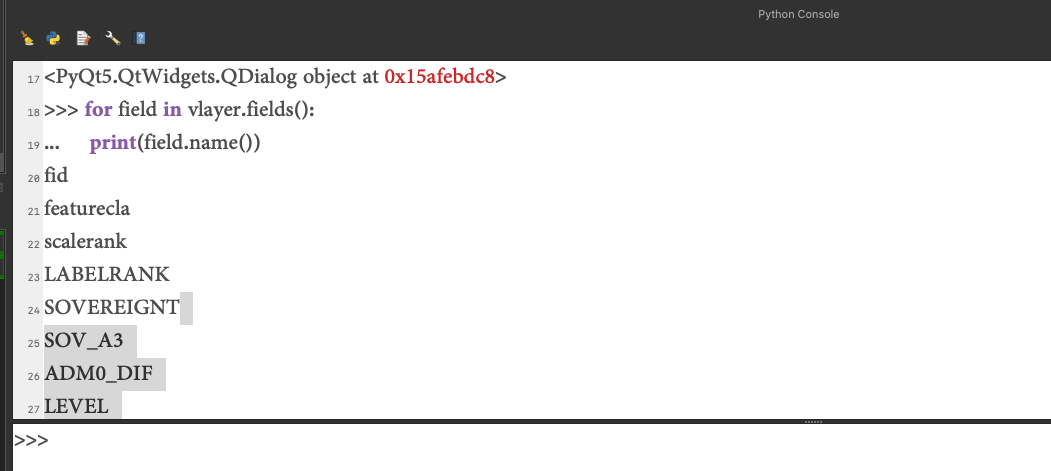 Python Console
17 <PyQt5.QtWidgets.QDialog object at 0x15afebdc8>
18 >>> for field in vlayer.fields():
19 ...     print(field.name())
20 fid
21 featurecla
22 scalerank
23 LABELRANK
24 SOVEREIGNT
25 SOV_A3
26 ADM0_DIF
27 LEVEL
>>>